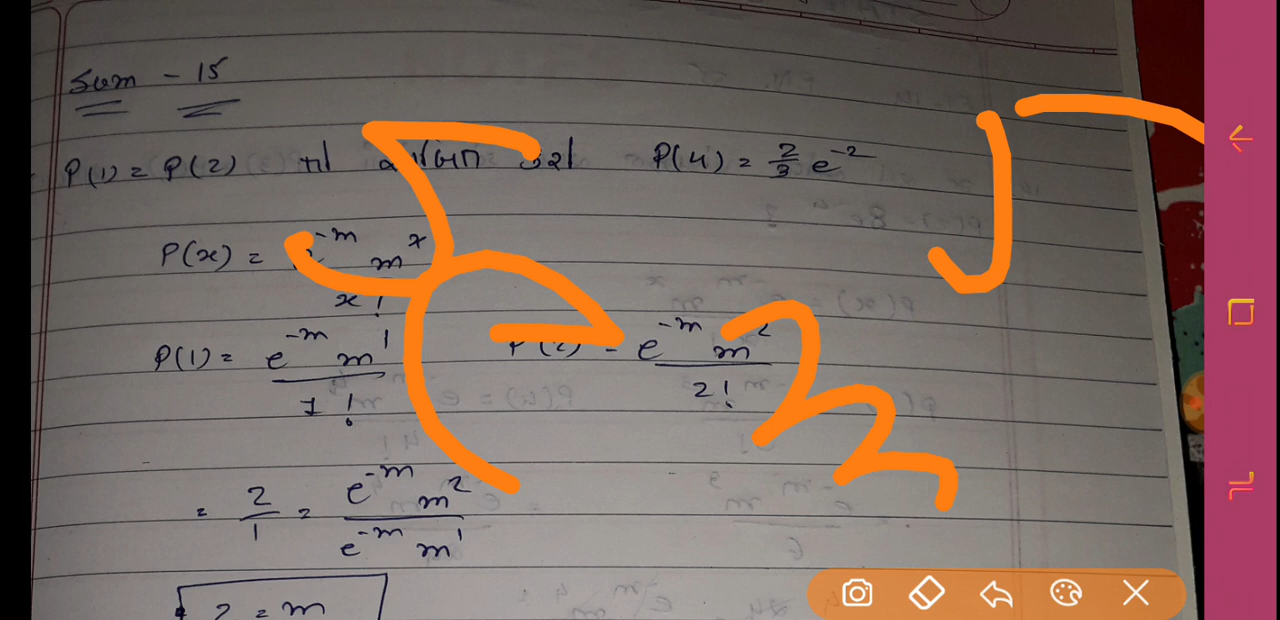 Sum - 15
P(1) = P(2) તો સાબિત કરો P(4) = 2/3 e^-2
P(x) = e^-m m^x / x!
P(1) = e^-m m^1 / 1! P(2) = e^-m m^2 / 2!
= 2/1 = e^-m m^2 / e^-m m^1
2 = m